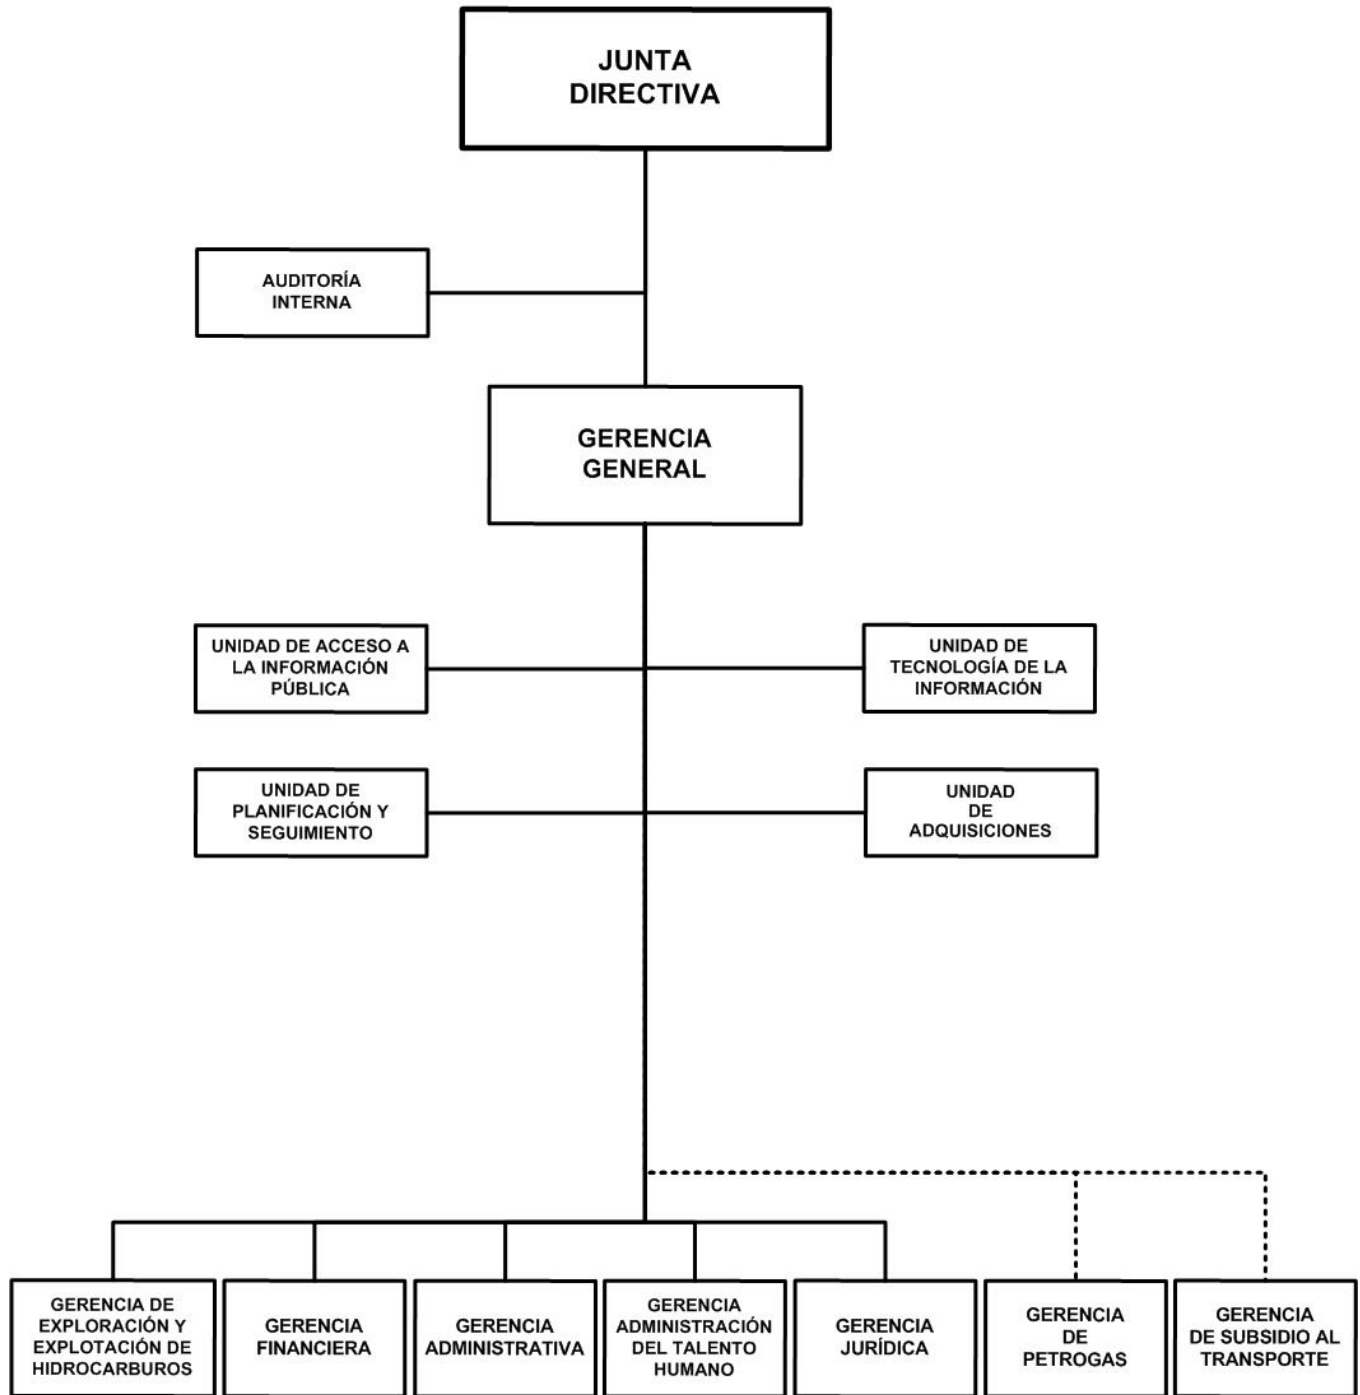 JUNTA
DIRECTIVA
AUDITORÍA
INTERNA
GERENCIA
GENERAL
UNIDAD DE ACCESO A
LA INFORMACIÓN
PÚBLICA
UNIDAD DE
TECNOLOGÍA DE LA
INFORMACIÓN
UNIDAD DE
PLANIFICACIÓN Y
SEGUIMIENTO
UNIDAD
DE
ADQUISICIONES
GERENCIA DE
EXPLORACIÓN Y
EXPLOTACIÓN DE
HIDROCARBUROS
GERENCIA
FINANCIERA
GERENCIA
ADMINISTRATIVA
GERENCIA
ADMINISTRACIÓN
DEL TALENTO
HUMANO
GERENCIA
JURÍDICA
GERENCIA
DE
PETROGAS
GERENCIA
DE SUBSIDIO AL
TRANSPORTE